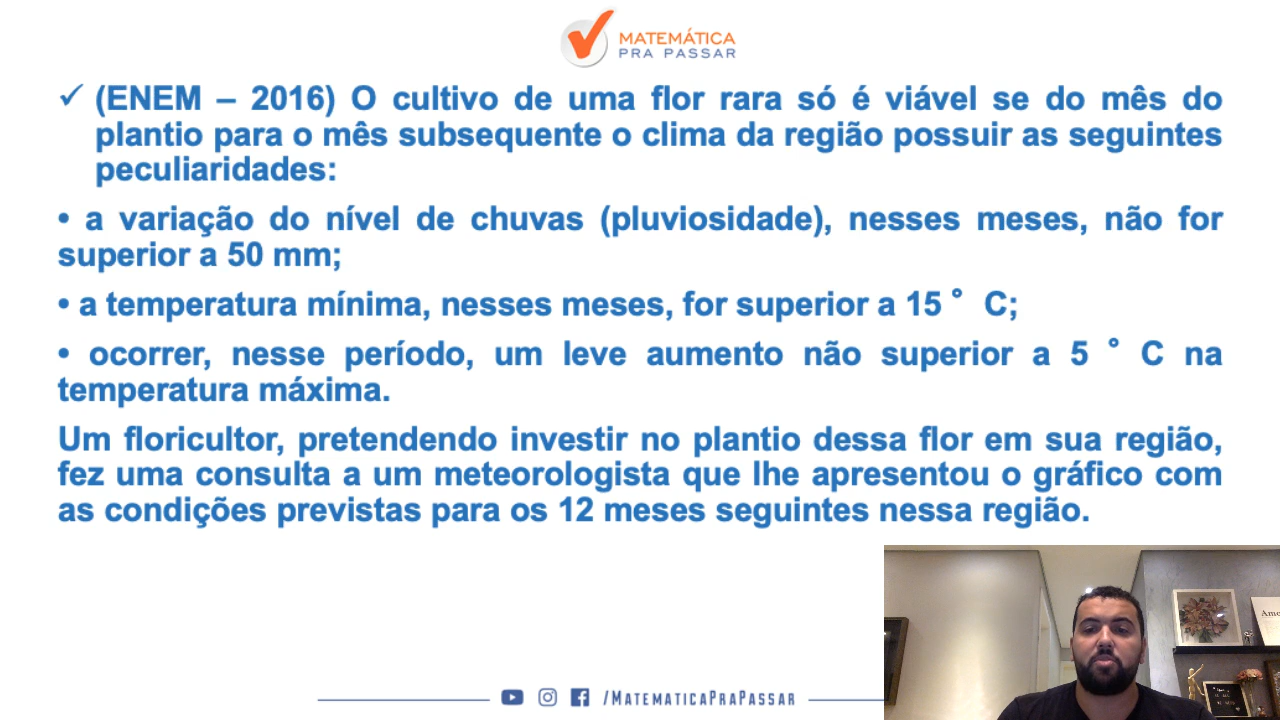 MATEMÁTICA
PRA PASSAR
✓ (ENEM – 2016) O cultivo de uma flor rara só é viável se do mês do
plantio para o mês subsequente o clima da região possuir as seguintes
peculiaridades:
• a variação do nível de chuvas (pluviosidade), nesses meses, não for
superior a 50 mm;
• a temperatura mínima, nesses meses, for superior a 15 ° C;
• ocorrer, nesse período, um leve aumento não superior a 5 ° C na
temperatura máxima.
Um floricultor, pretendendo investir no plantio dessa flor em sua região,
fez uma consulta a um meteorologista que lhe apresentou o gráfico com
as condições previstas para os 12 meses seguintes nessa região.
/MATEMATICAPRAPASSAR